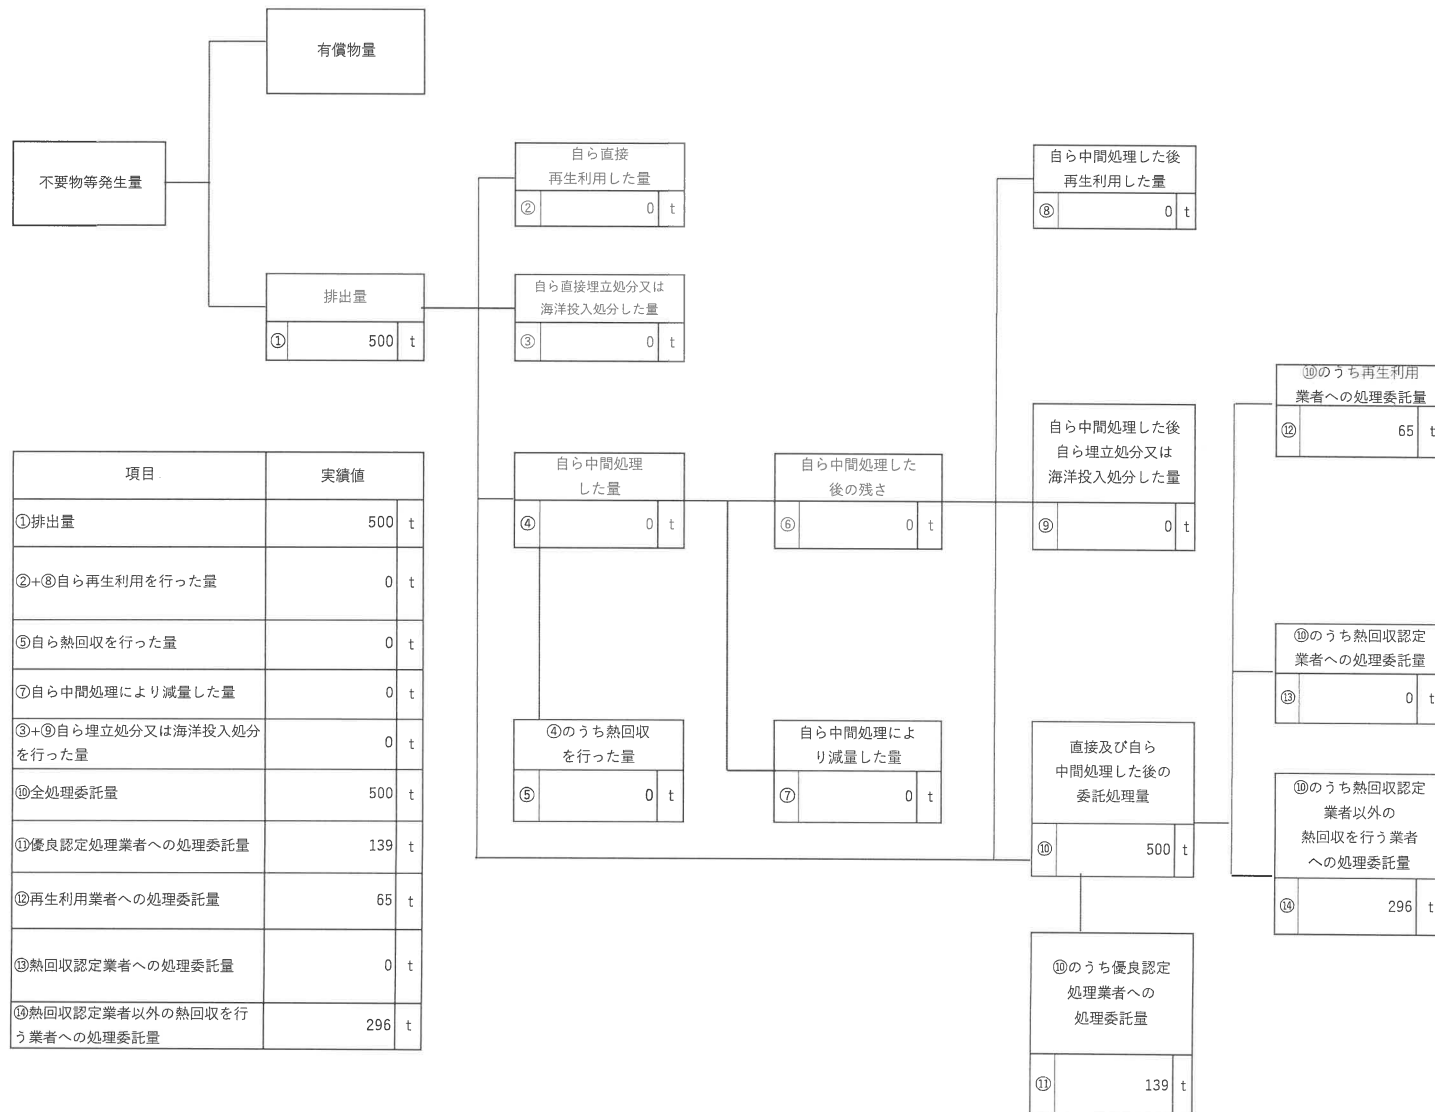 有償物量
不要物等発生量
自ら直接
再生利用した量
② 0 t
自ら中間処理した後
再生利用した量
⑧ 0 t
排出量
① 500 t
自ら直接埋立処分又は
海洋投入処分した量
③ 0 t
⑩のうち再生利用
業者への処理委託量
⑫ 65 t
自ら中間処理
した量
④ 0 t
自ら中間処理した
後の残さ
⑥ 0 t
自ら中間処理した後
自ら埋立処分又は
海洋投入処分した量
⑨ 0 t
⑩のうち熱回収認定
業者への処理委託量
⑬ 0 t
④のうち熱回収
を行った量
⑤ 0 t
自ら中間処理によ
り減量した量
⑦ 0 t
直接及び自ら
中間処理した後の
委託処理量
⑩ 500 t
⑩のうち熱回収認定
業者以外の
熱回収を行う業者
への処理委託量
⑭ 296 t
⑩のうち優良認定
処理業者への
処理委託量
⑪ 139 t
項目 実績値
①排出量 500 t
②+⑧自ら再生利用を行った量 0 t
⑤自ら熱回収を行った量 0 t
⑦自ら中間処理により減量した量 0 t
③+⑨自ら埋立処分又は海洋投入処分
を行った量 0 t
⑩全処理委託量 500 t
⑪優良認定処理業者への処理委託量 139 t
⑫再生利用業者への処理委託量 65 t
⑬熱回収認定業者への処理委託量 0 t
⑭熱回収認定業者以外の熱回収を行
う業者への処理委託量 296 t